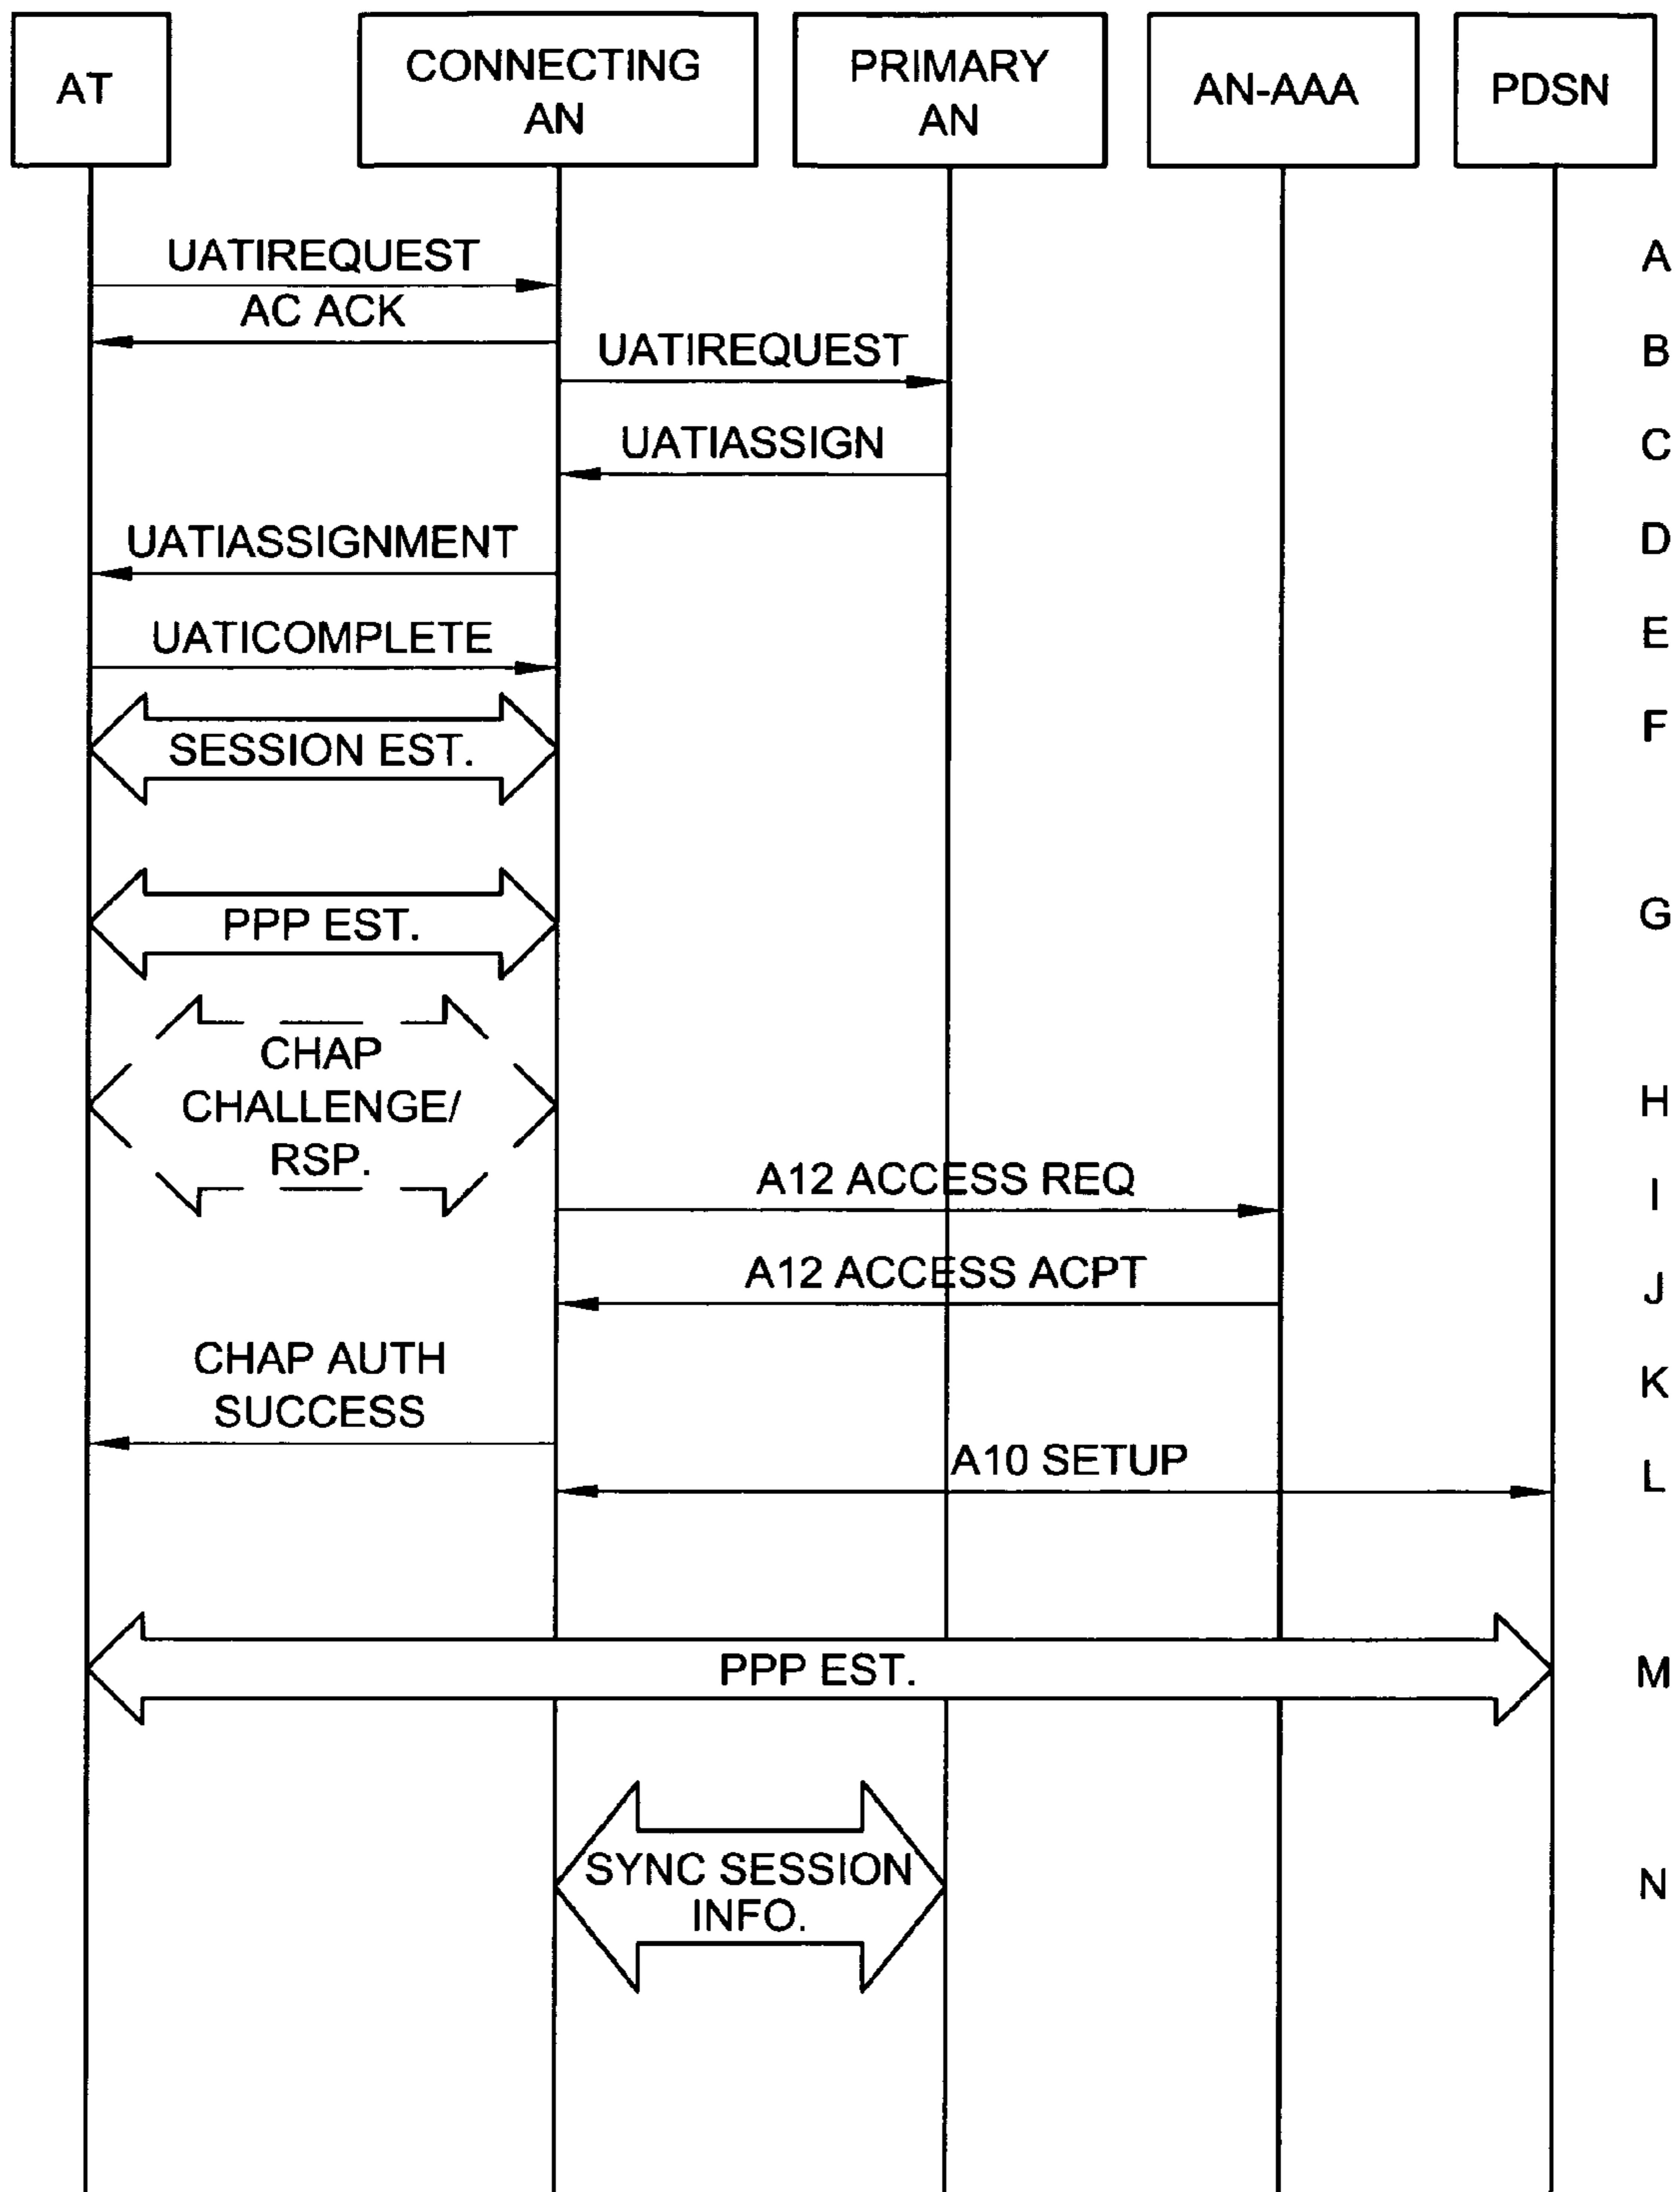 AT
CONNECTING
AN
PRIMARY
AN
AN-AAA
PDSN
UATIREQUEST
A
AC ACK
UATIREQUEST
B
UATIASSIGN
C
UATIASSIGNMENT
D
UATICOMPLETE
E
SESSION EST.
F
PPP EST.
G
CHAP
CHALLENGE/
RSP.
H
A12 ACCESS REQ
I
A12 ACCESS ACPT
J
CHAP AUTH
SUCCESS
K
A10 SETUP
L
PPP EST.
M
SYNC SESSION
INFO.
N